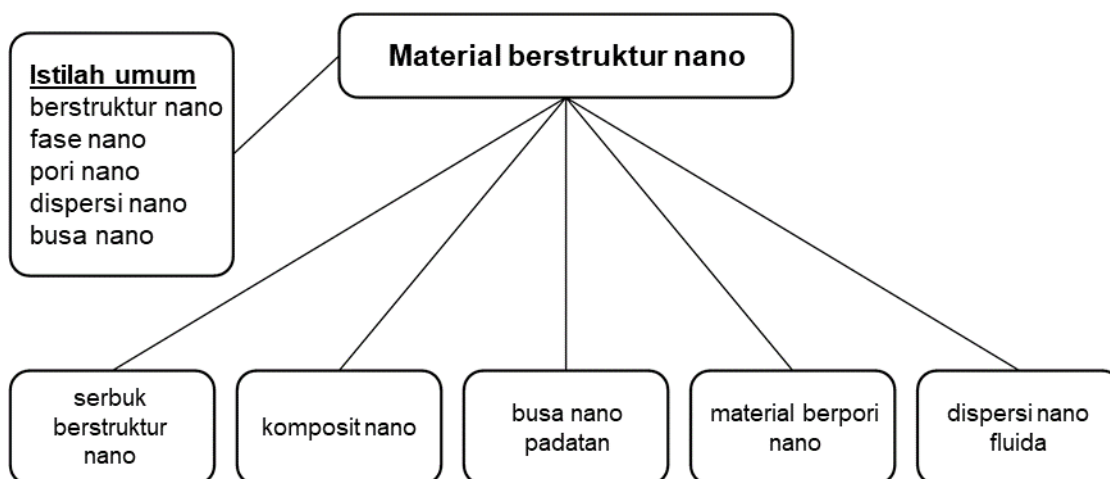 Material berstruktur nano
Istilah umum
berstruktur nano
fase nano
pori nano
dispersi nano
busa nano
serbuk
berstruktur
nano
komposit nano
busa nano
padatan
material berpori
nano
dispersi nano
fluida